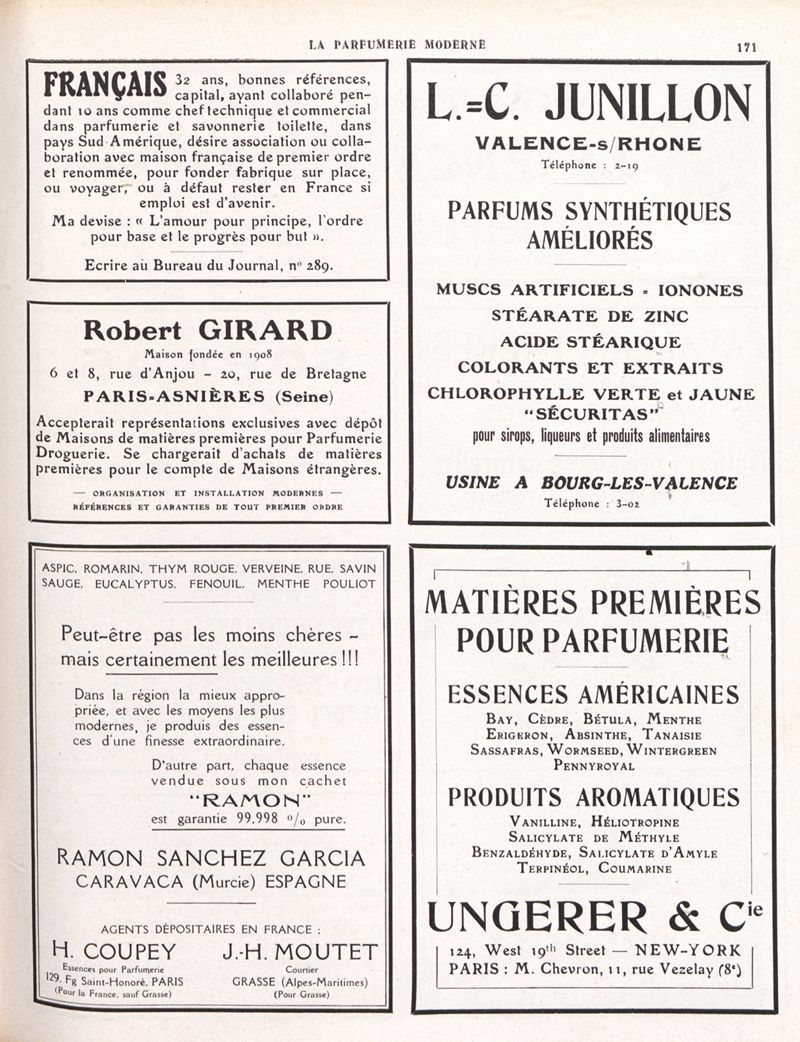 LA PARFUMERIE MODERNE
171
FRANÇAIS 32 ans, bonnes références,
capital, ayant collaboré pen-
dant 10 ans comme chef technique et commercial
dans parfumerie et savonnerie toilette, dans
pays Sud-Amérique, désire association ou colla-
boration avec maison française de premier ordre
et renommée, pour fonder fabrique sur place,
ou voyager, ou à défaut rester en France si
emploi est d'avenir.
Ma devise : « L'amour pour principe, l'ordre
pour base et le progrès pour but ».
Ecrire au Bureau du Journal, nº 289.
Robert GIRARD
Maison fondée en 1908
6 et 8, rue d'Anjou - 20, rue de Bretagne
PARIS-ASNIÈRES (Seine)
Accepterait représentations exclusives avec dépôt
de Maisons de matières premières pour Parfumerie
Droguerie. Se chargerait d'achats de matières
premières pour le compte de Maisons étrangères.
— ORGANISATION ET INSTALLATION MODERNES —
RÉFÉRENCES ET GARANTIES DE TOUT PREMIER ORDRE
ASPIC, ROMARIN, THYM ROUGE, VERVEINE, RUE, SAVIN
SAUGE, EUCALYPTUS, FENOUIL, MENTHE POULIOT
Peut-être pas les moins chères -
mais certainement les meilleures !!!
Dans la région la mieux appro-
priée, et avec les moyens les plus
modernes, je produis des essen-
ces d'une finesse extraordinaire.
D'autre part, chaque essence
vendue sous mon cachet
"RAMON"
est garantie 99,998 º/₀ pure.
RAMON SANCHEZ GARCIA
CARAVACA (Murcie) ESPAGNE
AGENTS DÉPOSITAIRES EN FRANCE :
H. COUPEY
Essences pour Parfumerie
129, Fg Saint-Honoré, PARIS
(Pour la France, sauf Grasse)
J.-H. MOUTET
Courtier
GRASSE (Alpes-Maritimes)
(Pour Grasse)
L.=C. JUNILLON
VALENCE-s/RHONE
Téléphone : 2-19
PARFUMS SYNTHÉTIQUES
AMÉLIORÉS
MUSCS ARTIFICIELS - IONONES
STÉARATE DE ZINC
ACIDE STÉARIQUE
COLORANTS ET EXTRAITS
CHLOROPHYLLE VERTE et JAUNE
"SÉCURITAS"
pour sirops, liqueurs et produits alimentaires
USINE A BOURG-LES-VALENCE
Téléphone : 3-02
MATIÈRES PREMIÈRES
POUR PARFUMERIE
ESSENCES AMÉRICAINES
BAY, CÈDRE, BÉTULA, MENTHE
ERIGERON, ABSINTHE, TANAISIE
SASSAFRAS, WORMSEED, WINTERGREEN
PENNYROYAL
PRODUITS AROMATIQUES
VANILLINE, HÉLIOTROPINE
SALICYLATE DE MÉTHYLE
BENZALDÉHYDE, SALICYLATE D'AMYLE
TERPINÉOL, COUMARINE
UNGERER & Cie
124, West 19th Street — NEW-YORK
PARIS : M. Chevron, 11, rue Vezelay (8e)